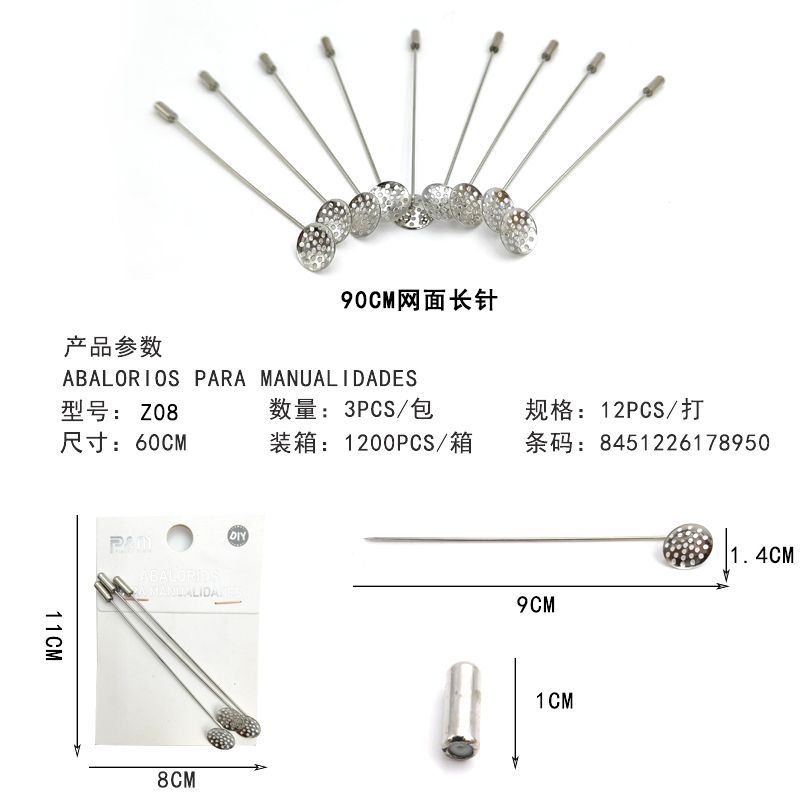 90CM网面长针
产品参数
ABALORIOS PARA MANUALIDADES
型号: Z08 数量: 3PCS/包 规格: 12PCS/打
尺寸: 60CM 装箱: 1200PCS/箱 条码: 8451226178950
DIY
ABALORIOS
MANUALIDADES
11CM
8CM
1.4CM
9CM
1CM